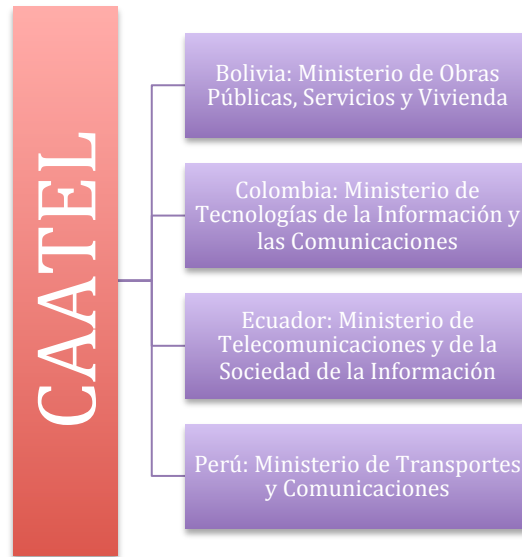 CAATEL
Bolivia: Ministerio de Obras
Públicas, Servicios y Vivienda
Colombia: Ministerio de
Tecnologías de la Información y
las Comunicaciones
Ecuador: Ministerio de
Telecomunicaciones y de la
Sociedad de la Información
Perú: Ministerio de Transportes
y Comunicaciones